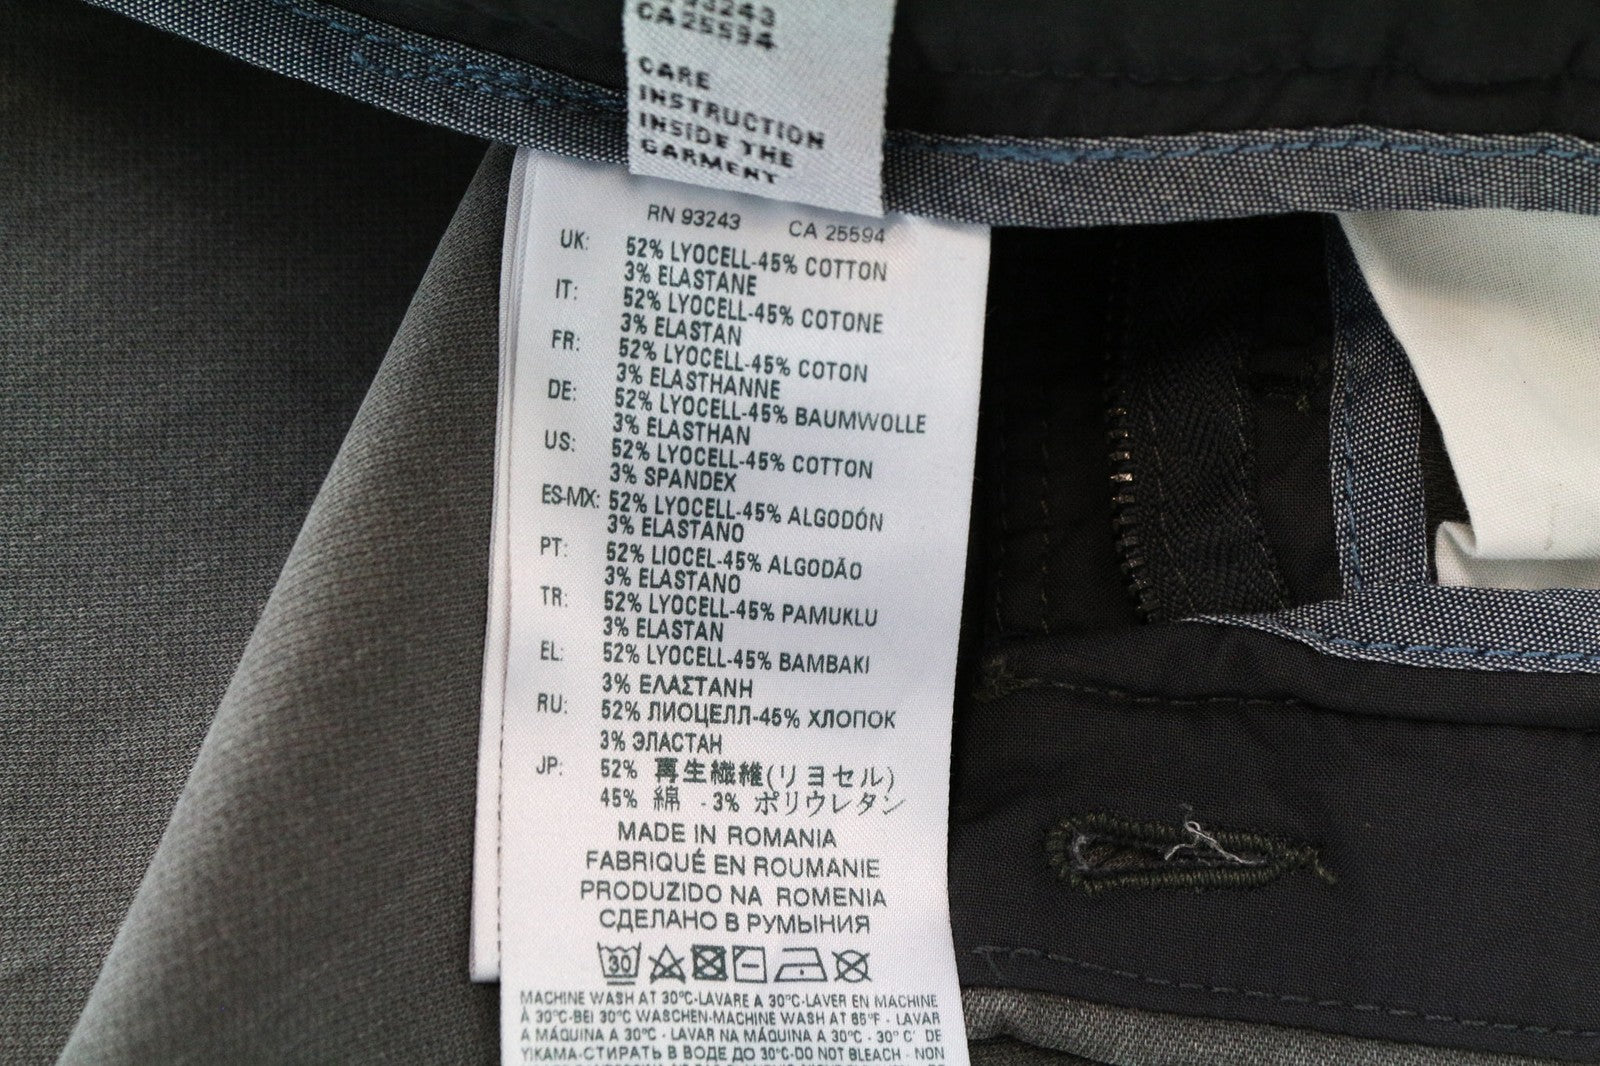 93243
CA 25594
CARE
INSTRUCTION
INSIDE THE
GARMENT
RN 93243 CA 25594
UK: 52% LYOCELL-45% COTTON
3% ELASTANE
IT: 52% LYOCELL-45% COTONE
3% ELASTAN
FR: 52% LYOCELL-45% COTON
3% ELASTHANNE
DE: 52% LYOCELL-45% BAUMWOLLE
3% ELASTHAN
US: 52% LYOCELL-45% COTTON
3% SPANDEX
ES-MX: 52% LYOCELL-45% ALGODÓN
3% ELASTANO
PT: 52% LIOCEL-45% ALGODÃO
3% ELASTANO
TR: 52% LYOCELL-45% PAMUKLU
3% ELASTAN
EL: 52% LYOCELL-45% BAMBAKI
3% ΕΛΑΣΤΑΝΗ
RU: 52% ЛИОЦЕЛЛ-45% ХЛОПОК
3% ЭЛАСТАН
JP: 52% 再生繊維(リヨセル)
45% 綿 - 3% ポリウレタン
MADE IN ROMANIA
FABRIQUÉ EN ROUMANIE
PRODUZIDO NA ROMENIA
СДЕЛАНО В РУМЫНИЯ
30
MACHINE WASH AT 30°C-LAVARE A 30°C-LAVER EN MACHINE
À 30°C-BEI 30°C WASCHEN-MACHINE WASH AT 85°F - LAVAR
A MÁQUINA A 30°C - LAVAR NA MÁQUINA A 30°C - 30° C' DE
YIKAMA-СТИРАТЬ В ВОДЕ ДО 30°C-DO NOT BLEACH - NON